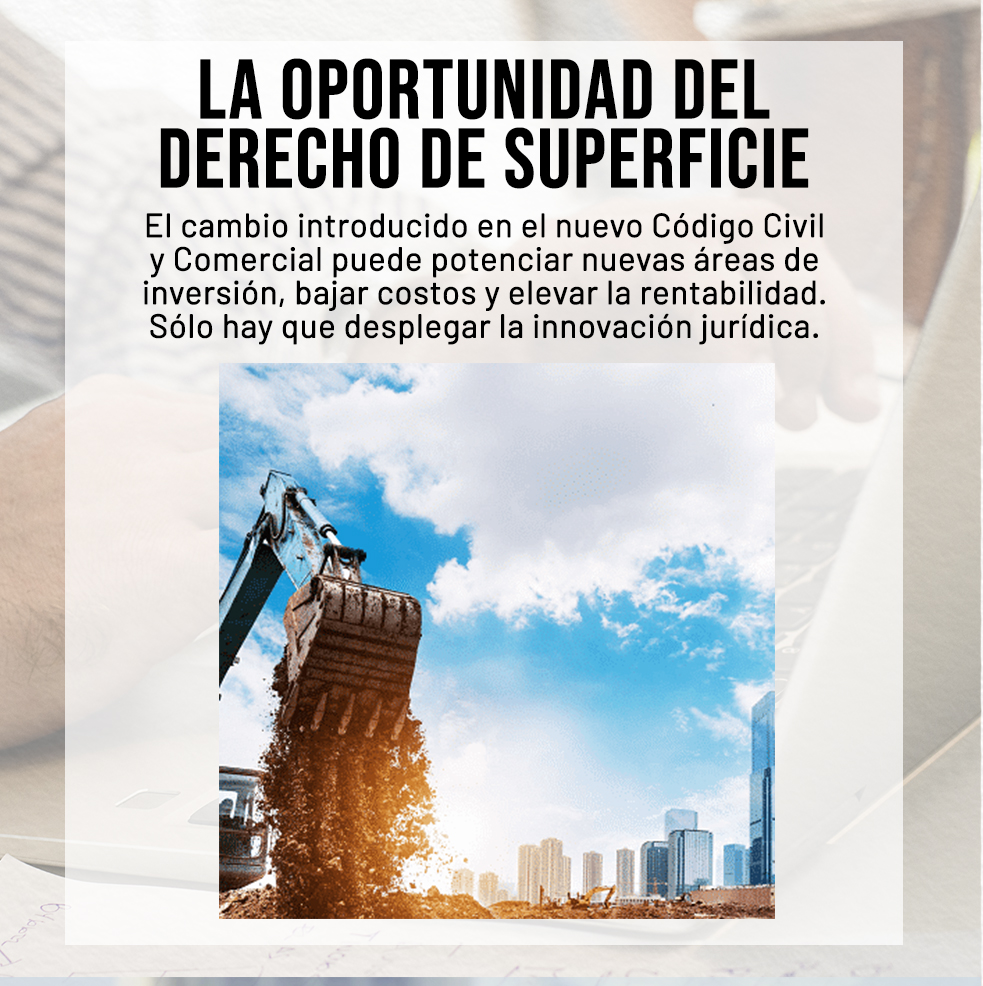 LA OPORTUNIDAD DEL
DERECHO DE SUPERFICIE
El cambio introducido en el nuevo Código Civil
y Comercial puede potenciar nuevas áreas de
inversión, bajar costos y elevar la rentabilidad.
Sólo hay que desplegar la innovación jurídica.